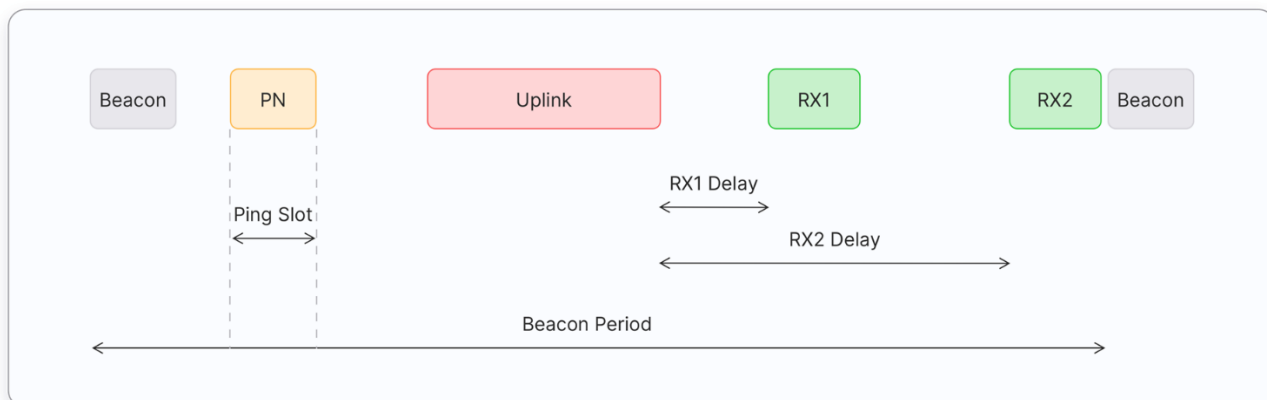 Beacon
PN
Uplink
RX1
RX2
Beacon
RX1 Delay
Ping Slot
RX2 Delay
Beacon Period